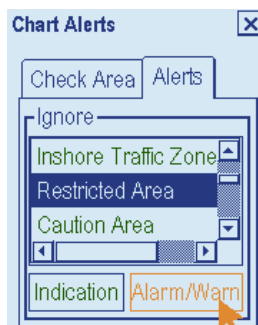 Chart Alerts
Check Area Alerts
Ignore
Inshore Traffic Zone
Restricted Area
Caution Area
Indication Alarm/Warn